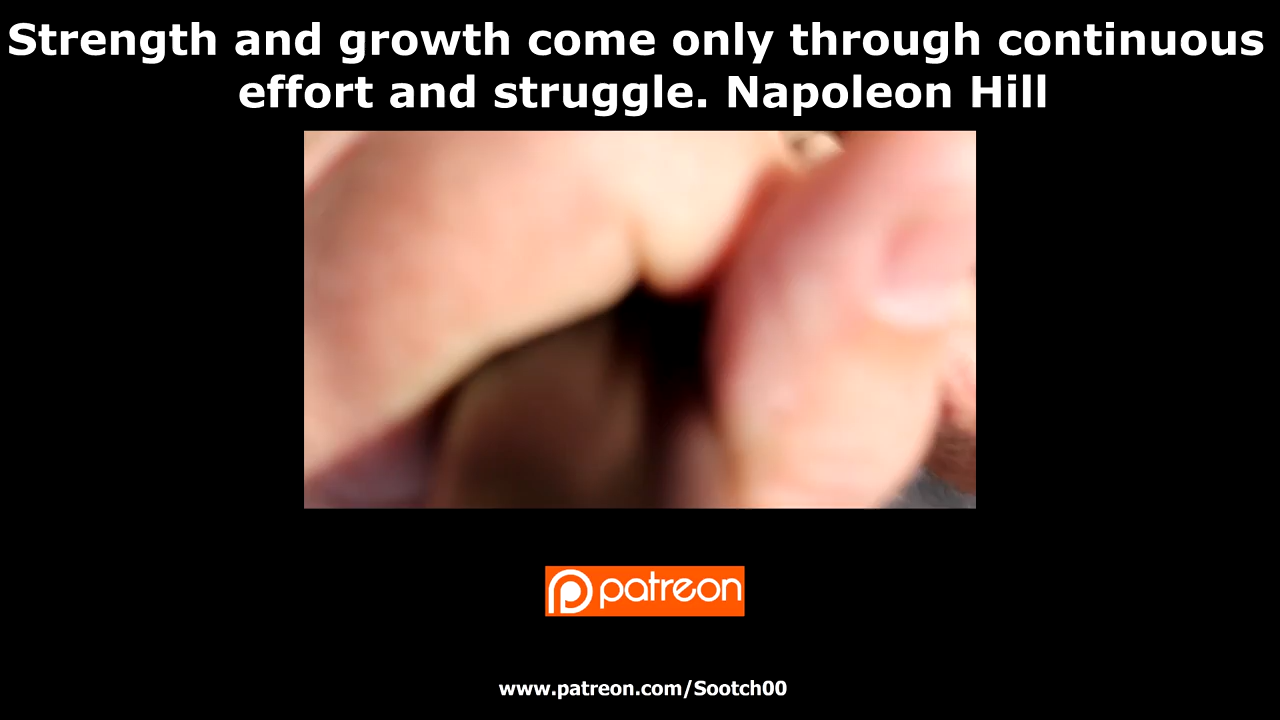 Strength and growth come only through continuous
effort and struggle. Napoleon Hill
patreon
www.patreon.com/Sootch00